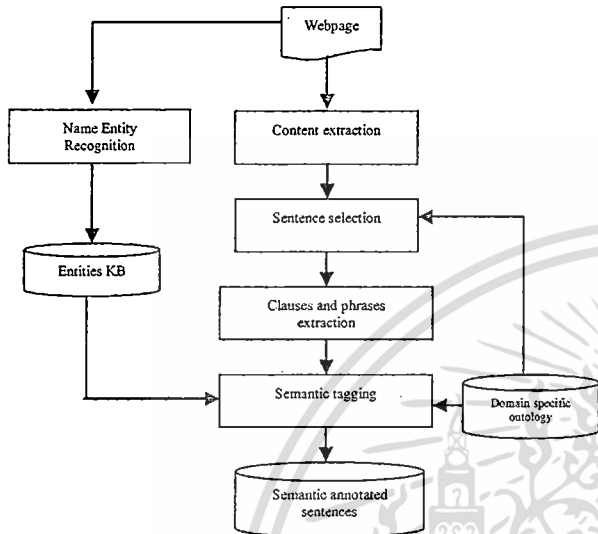 Webpage
Name Entity
Recognition
Content extraction
Sentence selection
Entities KB
Clauses and phrases
extraction
Semantic tagging
Domain specific
ontology
Semantic annotated
sentences